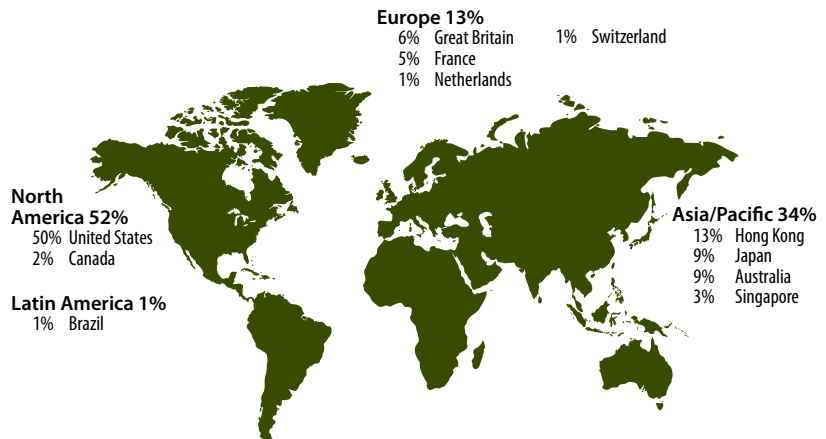 Europe 13%
6% Great Britain
5% France
1% Netherlands
1% Switzerland
North
America 52%
50% United States
2% Canada
Latin America 1%
1% Brazil
Asia/Pacific 34%
13% Hong Kong
9% Japan
9% Australia
3% Singapore